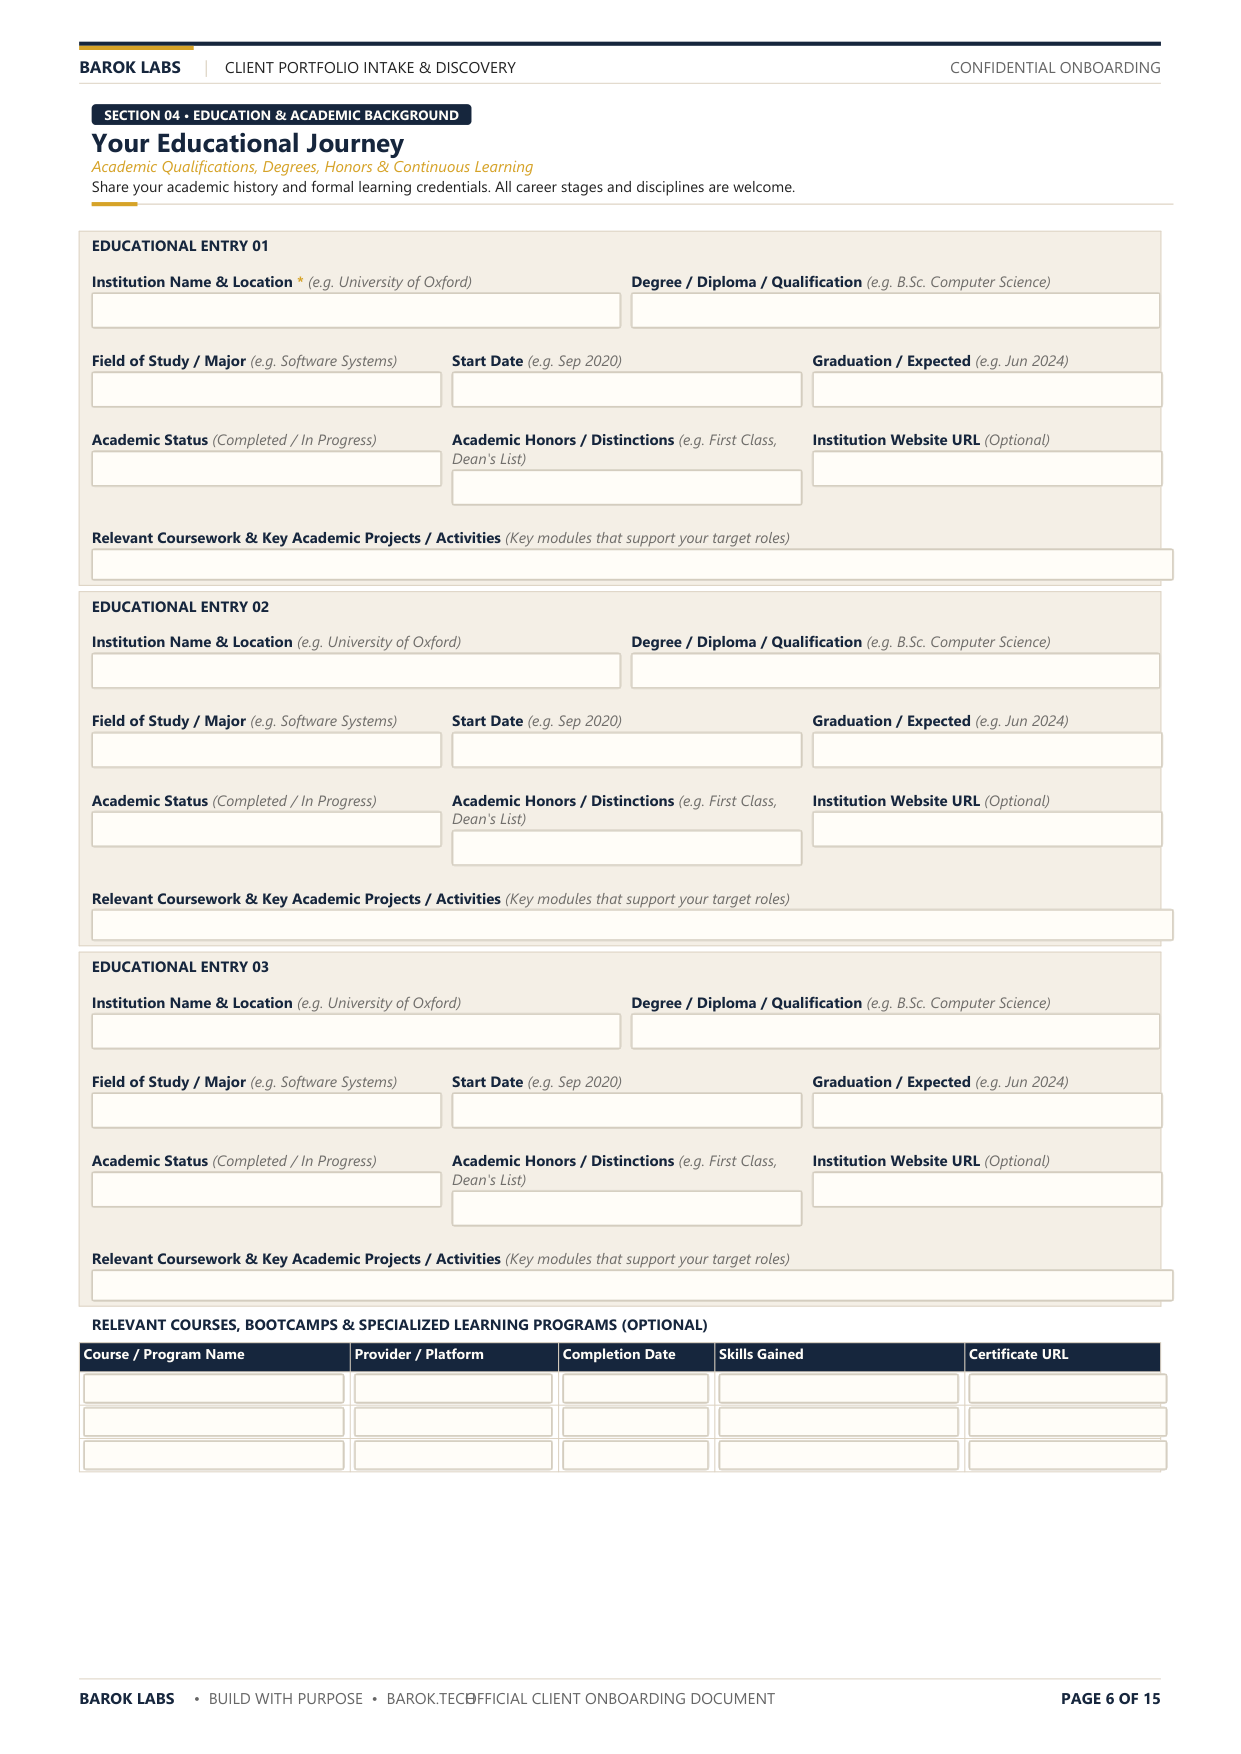 BAROK LABS | CLIENT PORTFOLIO INTAKE & DISCOVERY CONFIDENTIAL ONBOARDING
SECTION 04 • EDUCATION & ACADEMIC BACKGROUND
Your Educational Journey
Academic Qualifications, Degrees, Honors & Continuous Learning
Share your academic history and formal learning credentials. All career stages and disciplines are welcome.
EDUCATIONAL ENTRY 01
Institution Name & Location * (e.g. University of Oxford) Degree / Diploma / Qualification (e.g. B.Sc. Computer Science)
Field of Study / Major (e.g. Software Systems) Start Date (e.g. Sep 2020) Graduation / Expected (e.g. Jun 2024)
Academic Status (Completed / In Progress) Academic Honors / Distinctions (e.g. First Class, Institution Website URL (Optional)
Dean's List)
Relevant Coursework & Key Academic Projects / Activities (Key modules that support your target roles)
EDUCATIONAL ENTRY 02
Institution Name & Location (e.g. University of Oxford) Degree / Diploma / Qualification (e.g. B.Sc. Computer Science)
Field of Study / Major (e.g. Software Systems) Start Date (e.g. Sep 2020) Graduation / Expected (e.g. Jun 2024)
Academic Status (Completed / In Progress) Academic Honors / Distinctions (e.g. First Class, Institution Website URL (Optional)
Dean's List)
Relevant Coursework & Key Academic Projects / Activities (Key modules that support your target roles)
EDUCATIONAL ENTRY 03
Institution Name & Location (e.g. University of Oxford) Degree / Diploma / Qualification (e.g. B.Sc. Computer Science)
Field of Study / Major (e.g. Software Systems) Start Date (e.g. Sep 2020) Graduation / Expected (e.g. Jun 2024)
Academic Status (Completed / In Progress) Academic Honors / Distinctions (e.g. First Class, Institution Website URL (Optional)
Dean's List)
Relevant Coursework & Key Academic Projects / Activities (Key modules that support your target roles)
RELEVANT COURSES, BOOTCAMPS & SPECIALIZED LEARNING PROGRAMS (OPTIONAL)
Course / Program Name Provider / Platform Completion Date Skills Gained Certificate URL
BAROK LABS • BUILD WITH PURPOSE • BAROK.TECH OFFICIAL CLIENT ONBOARDING DOCUMENT PAGE 6 OF 15